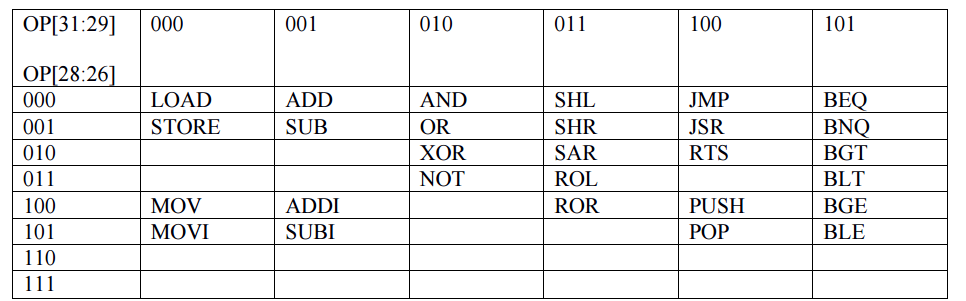 OP[31:29] 000 001 010 011 100 101
OP[28:26]
000 LOAD ADD AND SHL JMP BEQ
001 STORE SUB OR SHR JSR BNQ
010 XOR SAR RTS BGT
011 NOT ROL BLT
100 MOV ADDI ROR PUSH BGE
101 MOVI SUBI POP BLE
110
111